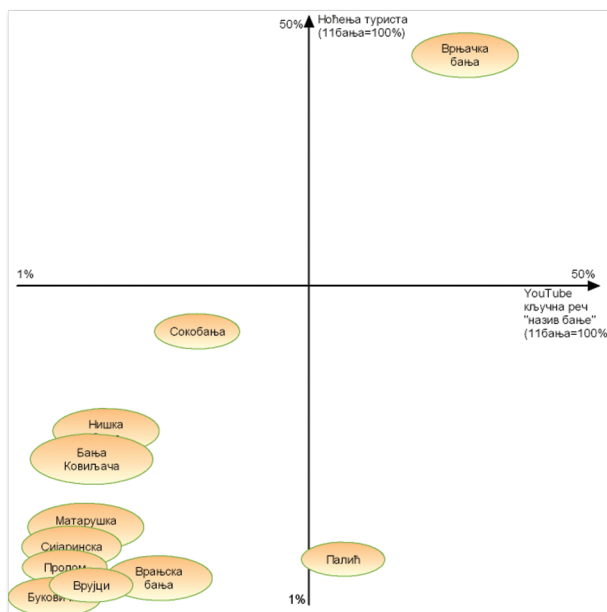 50%
Ноћења туриста
(11бања=100%)
Врњачка
бања
1%
50%
YouTube
кључна реч
"назив бање"
(11бања=100%
Сокобања
Нишка
Бања
Ковиљача
Матарушка
Сијаринска
Пролом
Врањска
бања
Врујци
Палић
1%